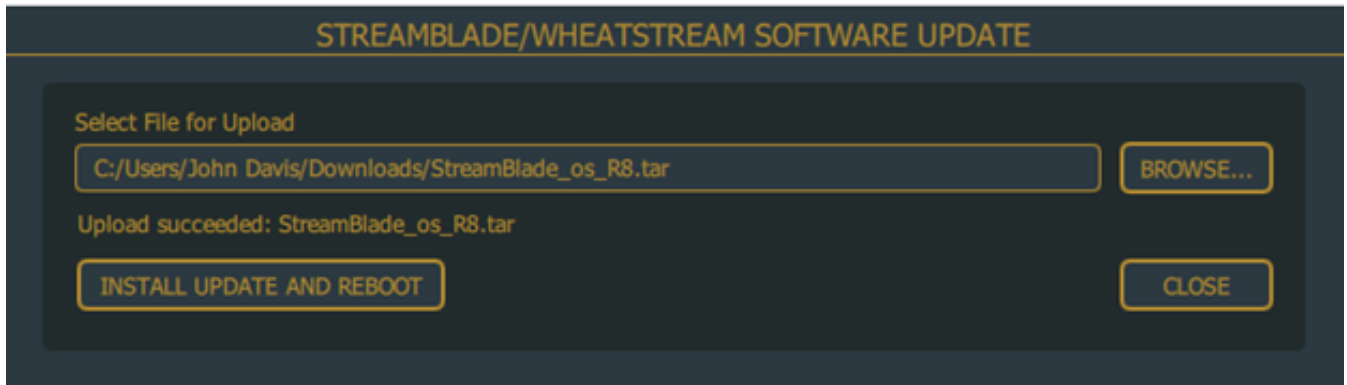 STREAMBLADE/WHEATSTREAM SOFTWARE UPDATE
Select File for Upload
C:/Users/John Davis/Downloads/StreamBlade_os_R8.tar
BROWSE...
Upload succeeded: StreamBlade_os_R8.tar
INSTALL UPDATE AND REBOOT
CLOSE